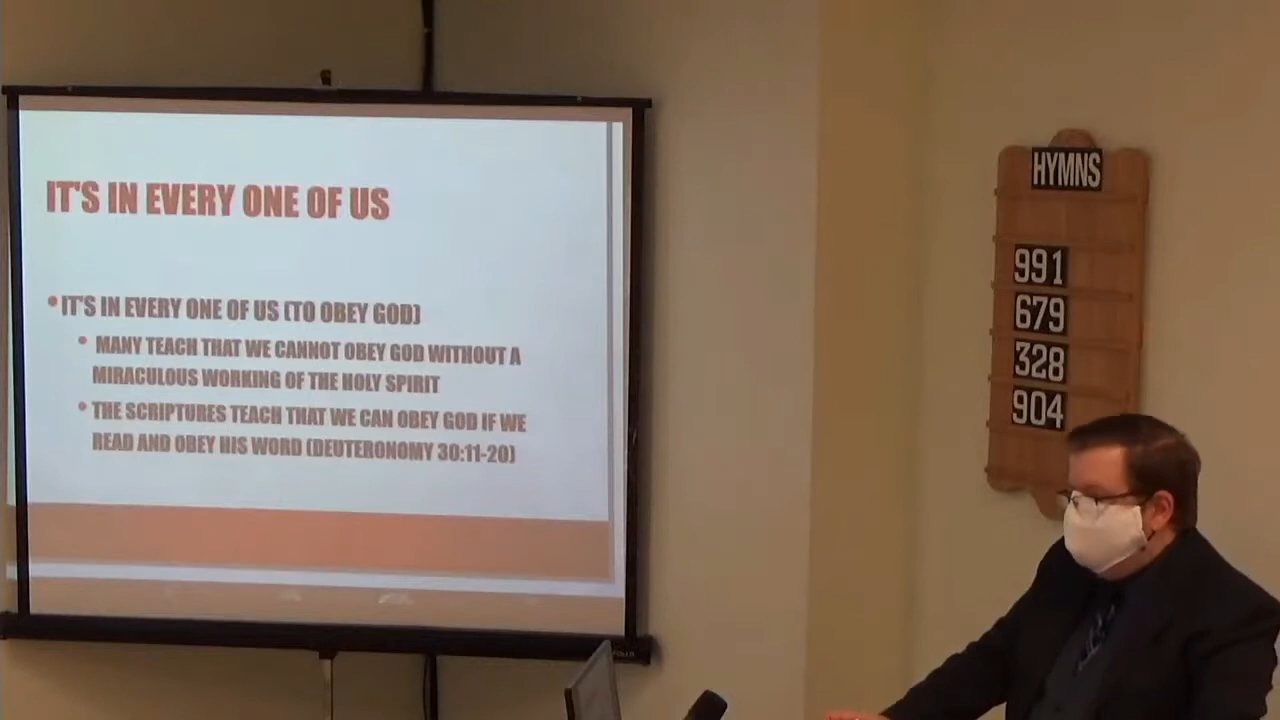 IT'S IN EVERY ONE OF US
IT'S IN EVERY ONE OF US (TO OBEY GOD)
MANY TEACH THAT WE CANNOT OBEY GOD WITHOUT A
MIRACULOUS WORKING OF THE HOLY SPIRIT
THE SCRIPTURES TEACH THAT WE CAN OBEY GOD IF WE
READ AND OBEY HIS WORD (DEUTERONOMY 30:11-20)
HYMNS
991
679
328
904